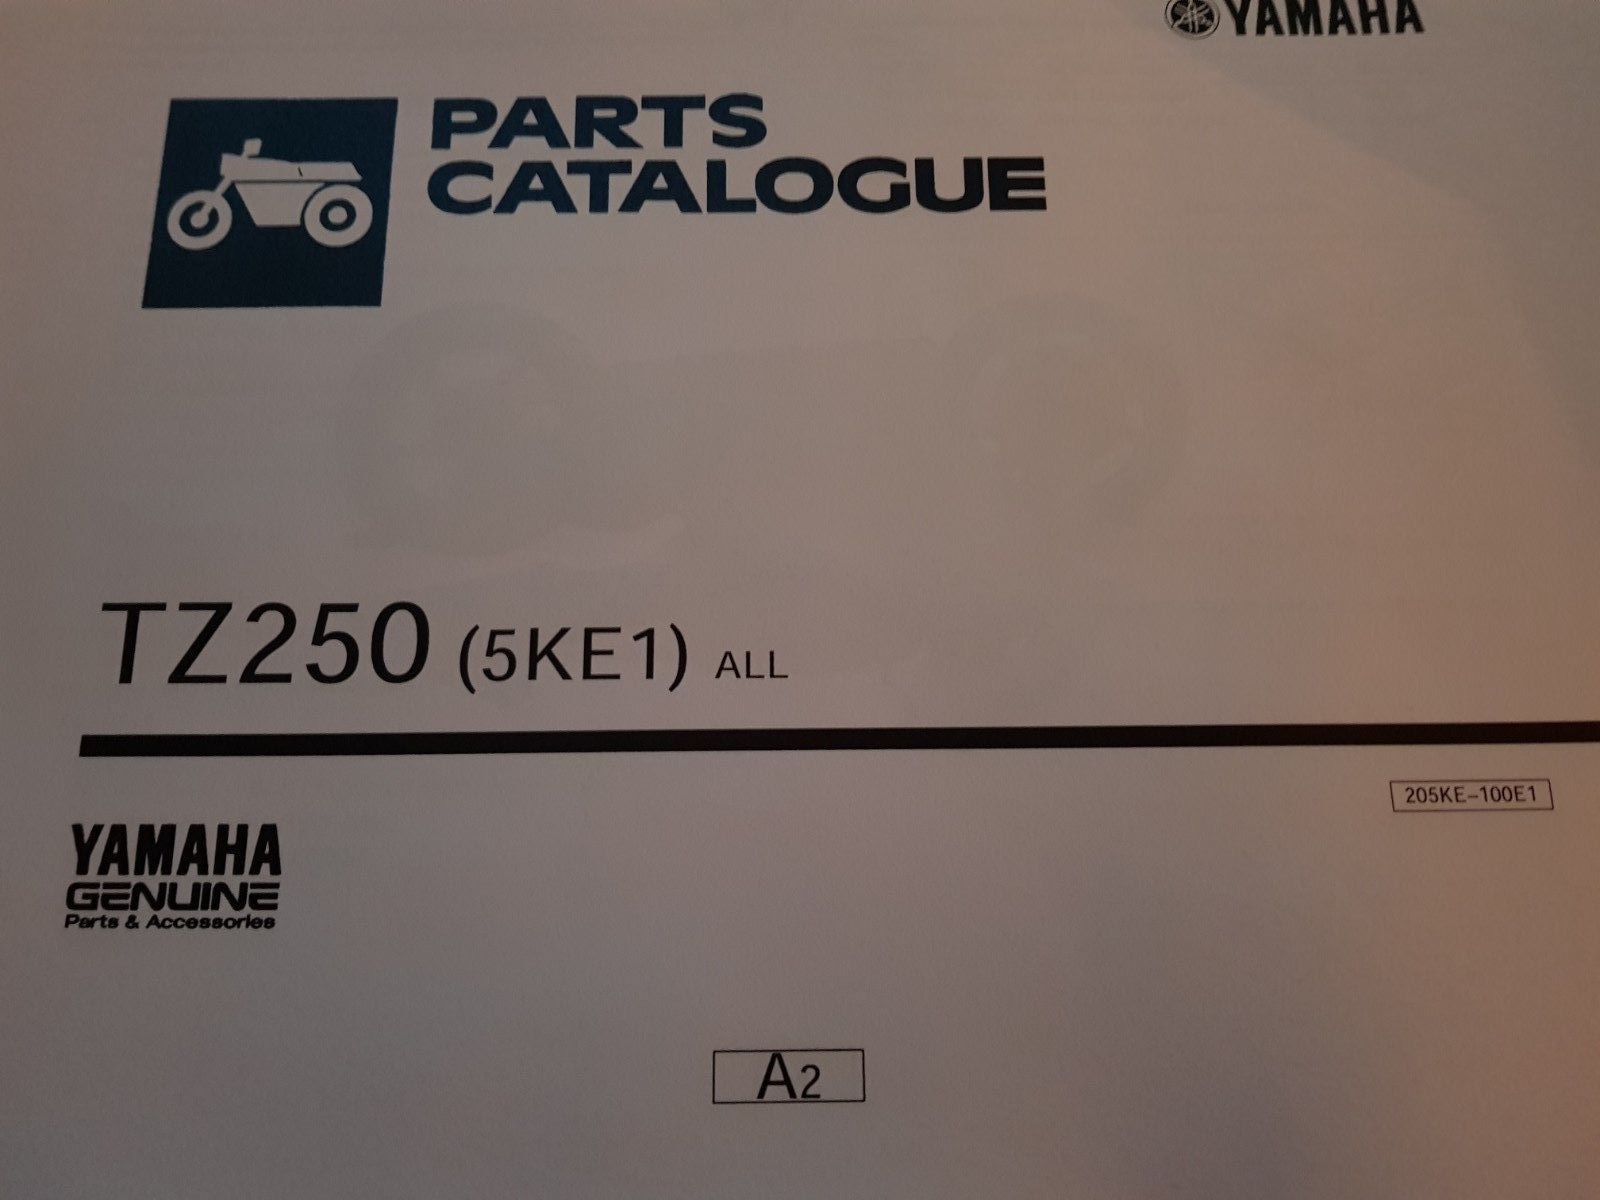 YAMAHA
PARTS
CATALOGUE
TZ250 (5KE1) ALL
205KE-100E1
YAMAHA
GENUINE
Parts & Accessories
A2